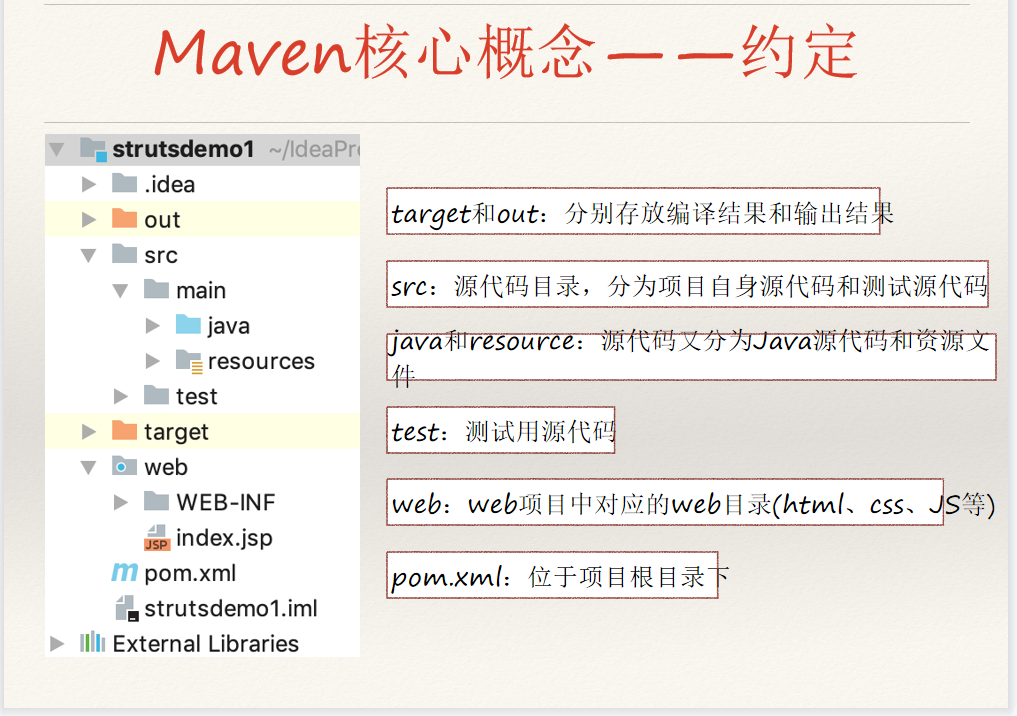 Maven核心概念——约定
strutsdemo1 ~/IdeaPr
.idea
out
src
main
java
resources
test
target
web
WEB-INF
index.jsp
pom.xml
strutsdemo1.iml
External Libraries
target和out：分别存放编译结果和输出结果
src：源代码目录，分为项目自身源代码和测试源代码
java和resource：源代码又分为Java源代码和资源文
件
test：测试用源代码
web：web项目中对应的web目录(html、css、JS等)
pom.xml：位于项目根目录下